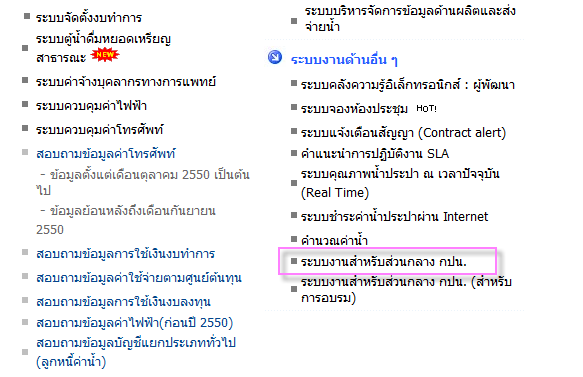 ระบบจัดตั้งงบทำการ
ระบบตู้น้ำดื่มหยอดเหรียญ
สาธารณะ NEW
ระบบค่าจ้างบุคลากรทางการแพทย์
ระบบควบคุมค่าไฟฟ้า
ระบบควบคุมค่าโทรศัพท์
สอบถามข้อมูลค่าโทรศัพท์
- ข้อมูลตั้งแต่เดือนตุลาคม 2550 เป็นต้น
ไป
- ข้อมูลย้อนหลังถึงเดือนกันยายน
2550
สอบถามข้อมูลการใช้เงินงบทำการ
สอบถามข้อมูลค่าใช้จ่ายตามศูนย์ต้นทุน
สอบถามข้อมูลการใช้เงินงบลงทุน
สอบถามข้อมูลค่าไฟฟ้า(ก่อนปี 2550)
สอบถามข้อมูลบัญชีแยกประเภททั่วไป
(ลูกหนี้ค่าน้ำ)
ระบบบริหารจัดการข้อมูลด้านผลิตและส่ง
จ่ายน้ำ
ระบบงานด้านอื่น ๆ
ระบบคลังความรู้อิเล็กทรอนิกส์ : ผู้พัฒนา
ระบบจองห้องประชุม HOT!
ระบบแจ้งเตือนสัญญา (Contract alert)
คำแนะนำการปฏิบัติงาน SLA
ระบบคุณภาพน้ำประปา ณ เวลาปัจจุบัน
(Real Time)
ระบบชำระค่าน้ำประปาผ่าน Internet
คำนวณค่าน้ำ
ระบบงานสำหรับส่วนกลาง กปน.
ระบบงานสำหรับส่วนกลาง กปน. (สำหรับ
การอบรม)